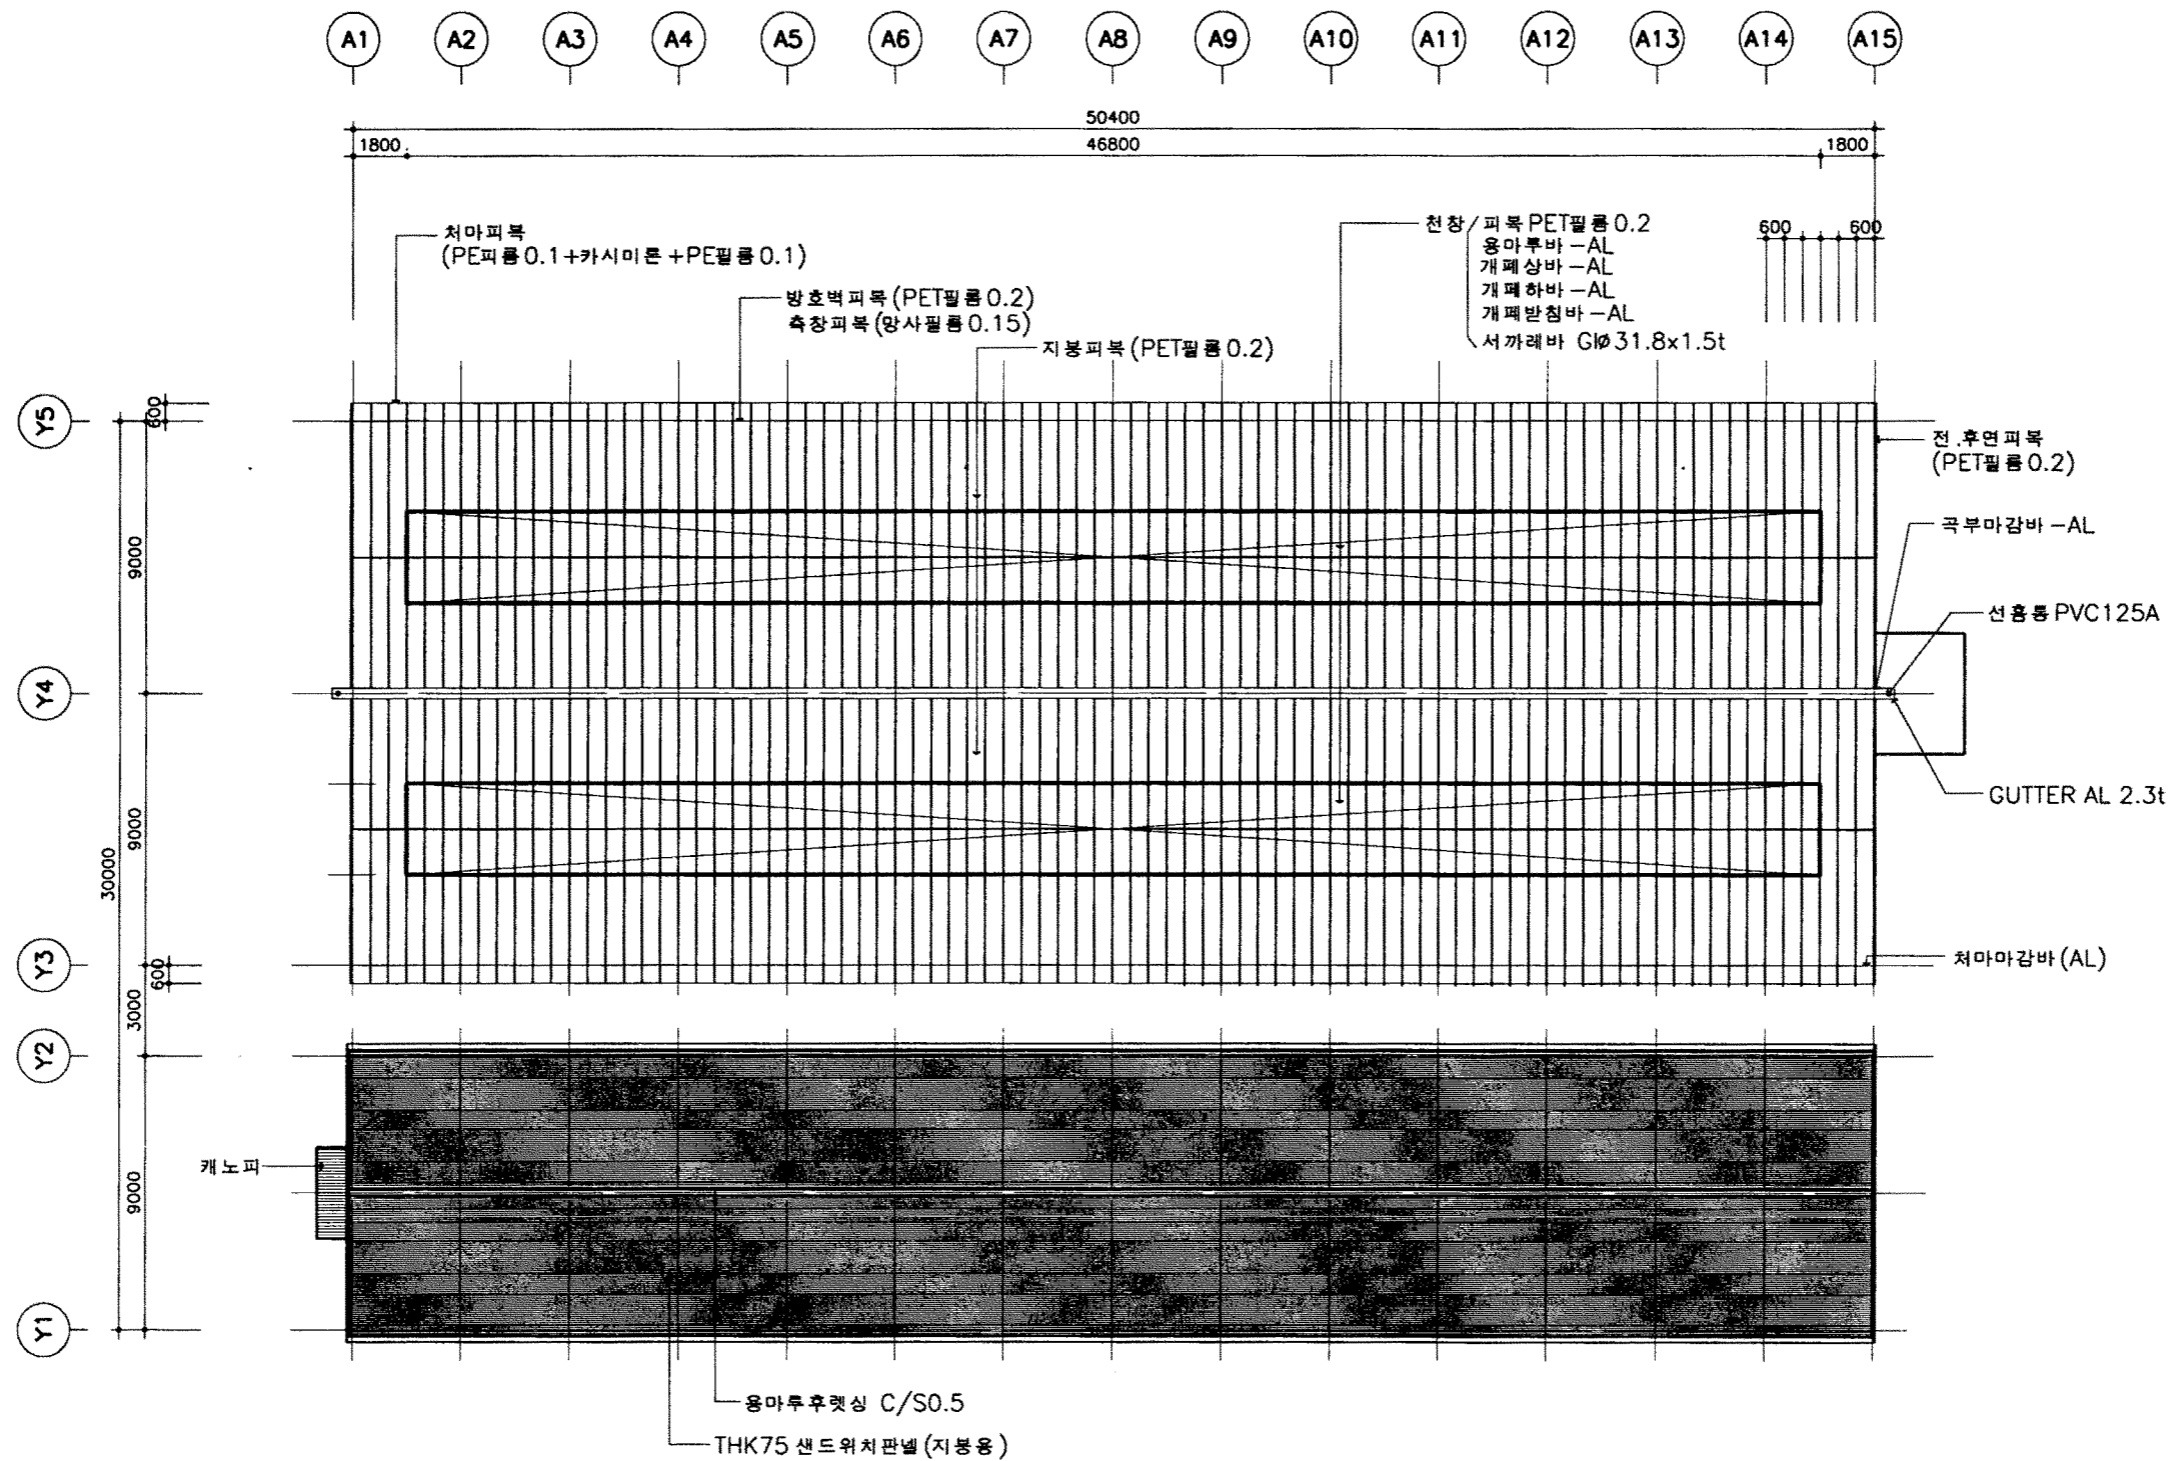 A1 A2 A3 A4 A5 A6 A7 A8 A9 A10 A11 A12 A13 A14 A15
50400
1800 46800 1800
처마피복
(PE피름0.1+카시미론+PE필름0.1)
방호벽피복(PET필름0.2)
측창피복(망사필름0.15)
지붕피복(PET필름0.2)
천창/피복PET필름0.2
용마루바-AL
개폐상바-AL
개폐하바-AL
개폐받침바-AL
서까래바 GIø31.8x1.5t
600 600
Y5
600
전.후면피복
(PET필름0.2)
9000
곡부마감바-AL
선홈통PVC125A
Y4
GUTTER AL 2.3t
9000
30000
Y3
600
처마마감바(AL)
3000
Y2
캐노피
9000
Y1
용마루후렛싱 C/S0.5
THK75 샌드위치판넬(지붕용)